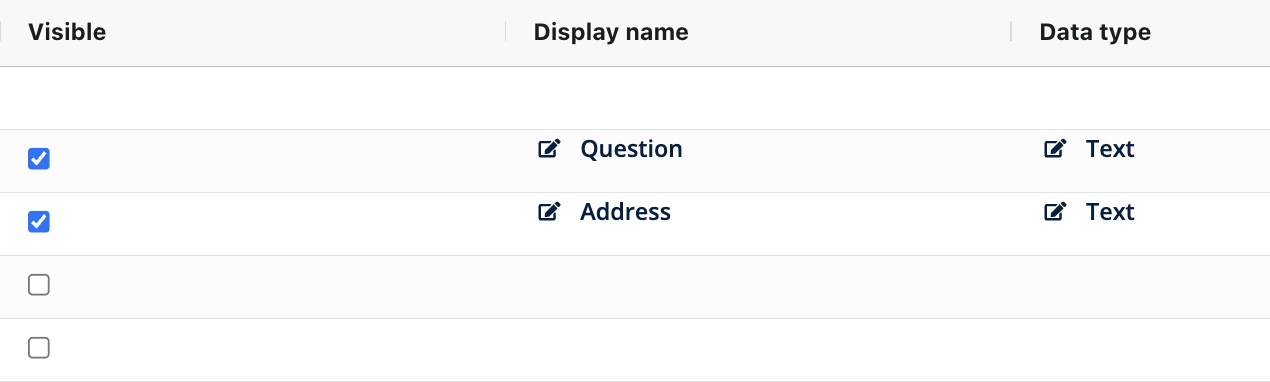 Visible Display name Data type
Question Text
Address Text